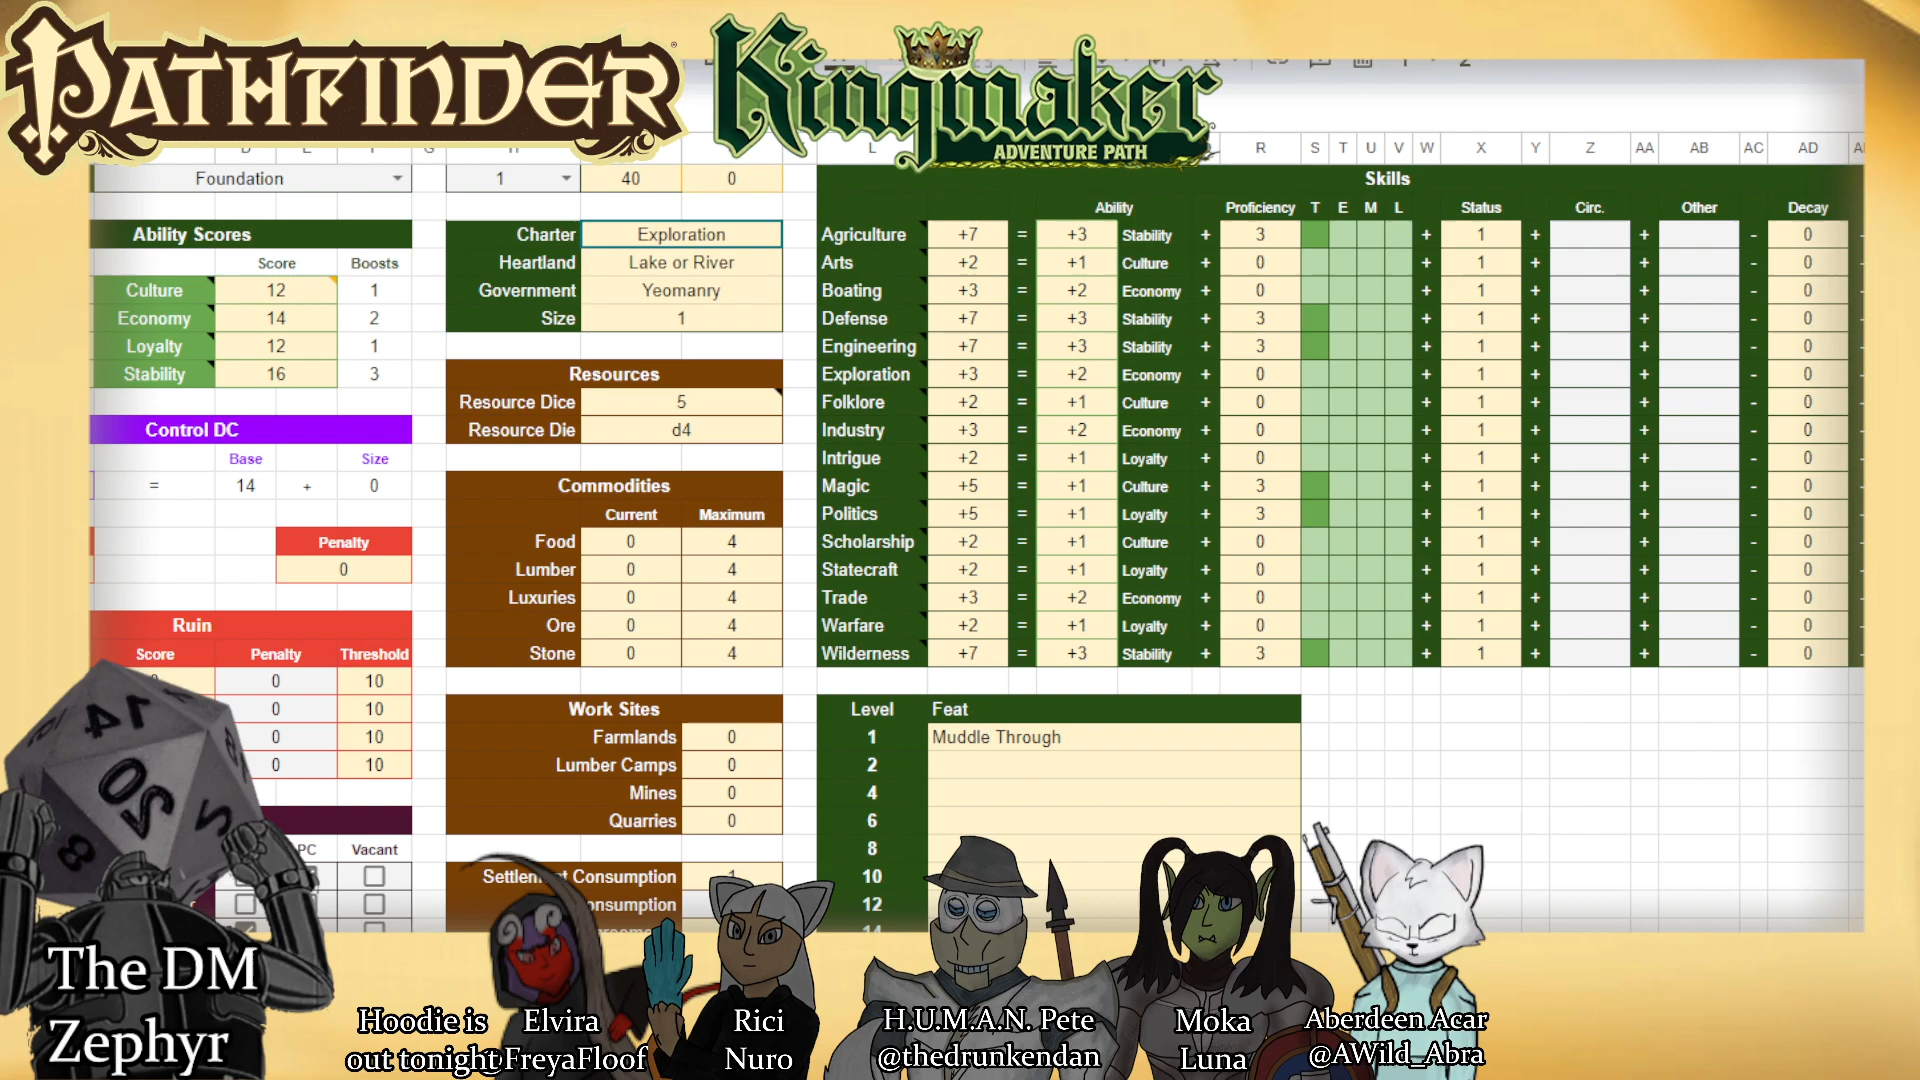 PATHFINDER
Kingmaker
ADVENTURE PATH
R S T U V W X Y Z AA AB AC AD
Foundation 1 40 0
Skills
Ability Proficiency T E M L Status Circ. Other Decay
Ability Scores
Score Boosts
Culture 12 1
Economy 14 2
Loyalty 12 1
Stability 16 3
Control DC
Base Size
= 14 + 0
Penalty
0
Ruin
Score Penalty Threshold
0 10
0 10
0 10
0 10
PC Vacant
Charter Exploration
Heartland Lake or River
Government Yeomanry
Size 1
Resources
Resource Dice 5
Resource Die d4
Commodities
Current Maximum
Food 0 4
Lumber 0 4
Luxuries 0 4
Ore 0 4
Stone 0 4
Work Sites
Farmlands 0
Lumber Camps 0
Mines 0
Quarries 0
Consumption 1
Agriculture +7 = +3 Stability + 3 + 1 + + - 0 -
Arts +2 = +1 Culture + 0 + 1 + + - 0 -
Boating +3 = +2 Economy + 0 + 1 + + - 0 -
Defense +7 = +3 Stability + 3 + 1 + + - 0 -
Engineering +7 = +3 Stability + 3 + 1 + + - 0 -
Exploration +3 = +2 Economy + 0 + 1 + + - 0 -
Folklore +2 = +1 Culture + 0 + 1 + + - 0 -
Industry +3 = +2 Economy + 0 + 1 + + - 0 -
Intrigue +2 = +1 Loyalty + 0 + 1 + + - 0 -
Magic +5 = +1 Culture + 3 + 1 + + - 0 -
Politics +5 = +1 Loyalty + 3 + 1 + + - 0 -
Scholarship +2 = +1 Culture + 0 + 1 + + - 0 -
Statecraft +2 = +1 Loyalty + 0 + 1 + + - 0 -
Trade +3 = +2 Economy + 0 + 1 + + - 0 -
Warfare +2 = +1 Loyalty + 0 + 1 + + - 0 -
Wilderness +7 = +3 Stability + 3 + 1 + + - 0 -
Level Feat
1 Muddle Through
2
4
6
8
10
12
14
20
The DM
Zephyr
Hoodie is
out tonight
Elvira
FreyaFloof
Rici
Nuro
H.U.M.A.N. Pete
@thedrunkendan
Moka
Luna
Aberdeen Acar
@AWild_Abra